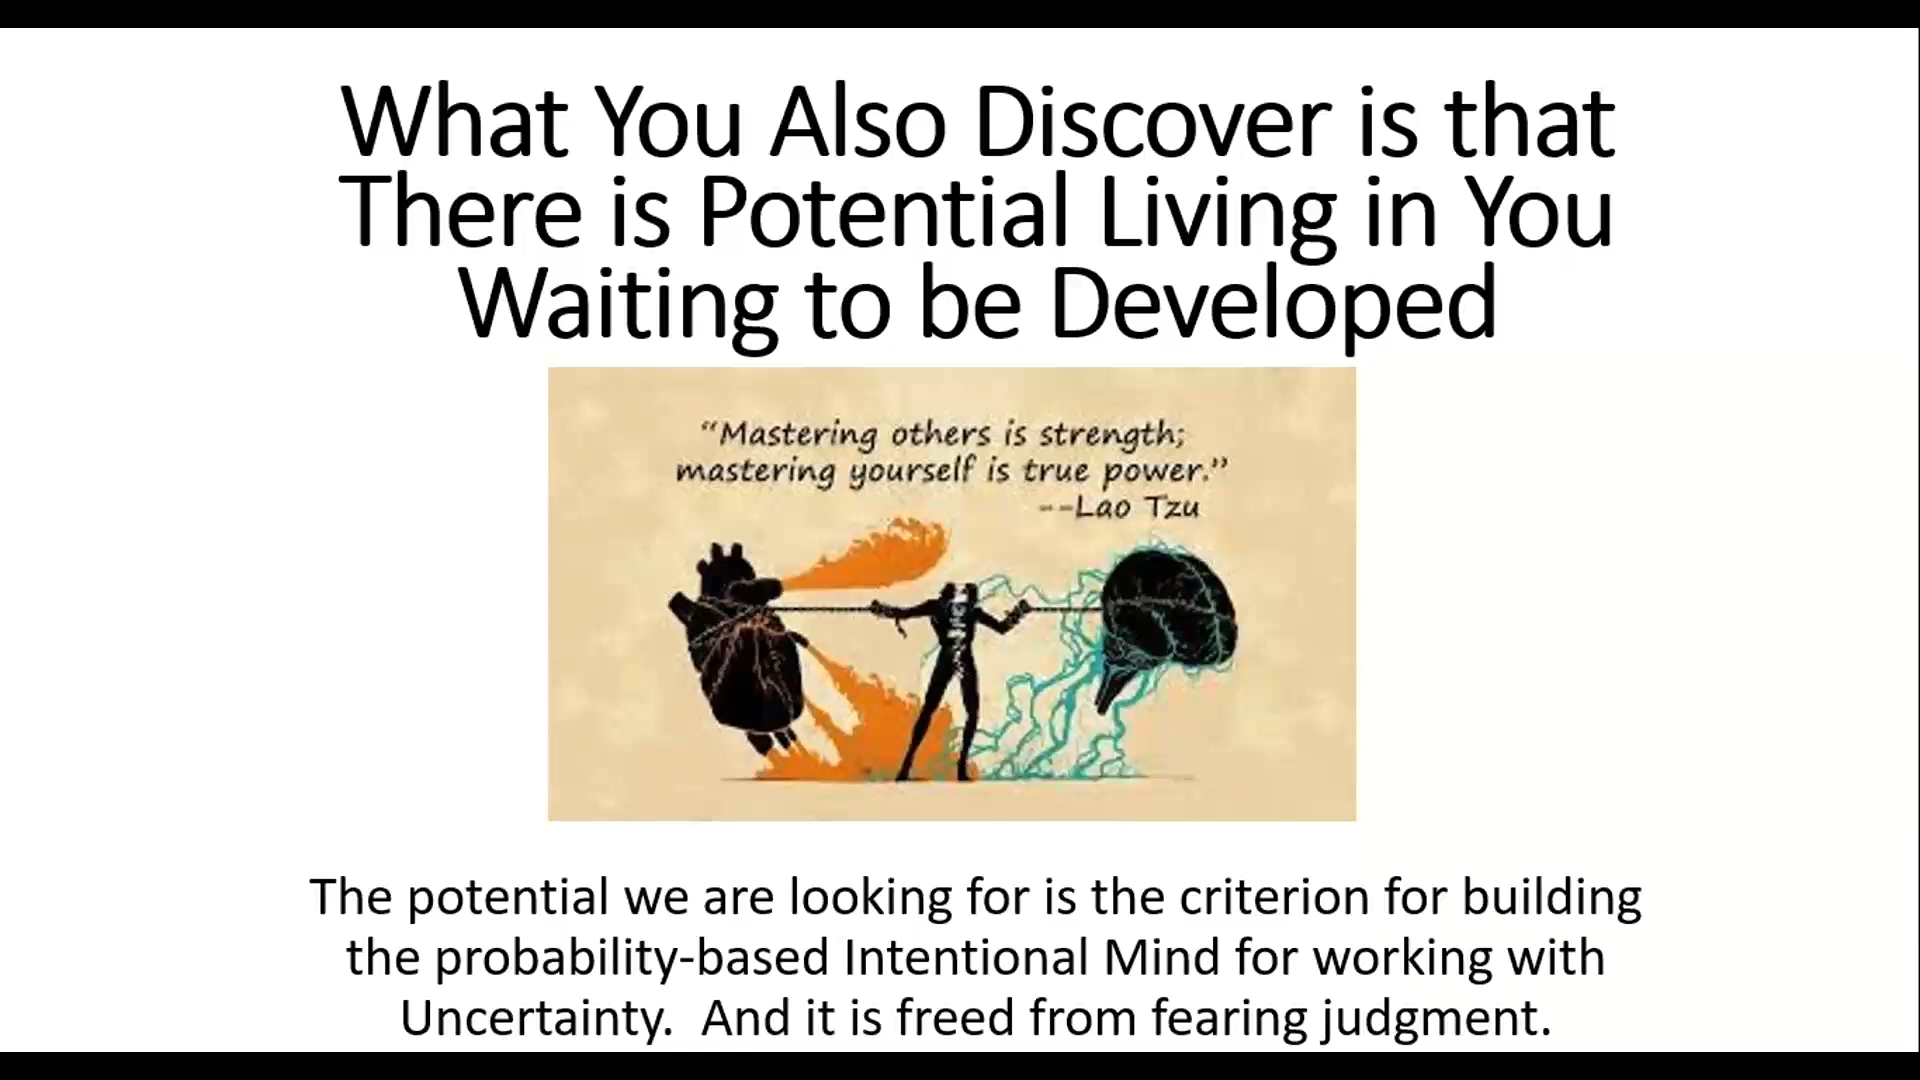 What You Also Discover is that
There is Potential Living in You
Waiting to be Developed
“Mastering others is strength;
mastering yourself is true power.”
--Lao Tzu
The potential we are looking for is the criterion for building
the probability-based Intentional Mind for working with
Uncertainty.  And it is freed from fearing judgment.